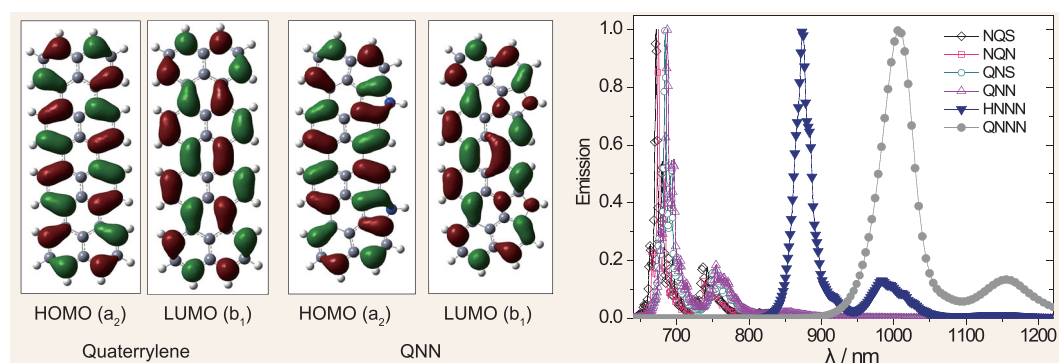 HOMO (a2)
LUMO (b1)
HOMO (a2)
LUMO (b1)
Quaterrylene
QNN
Emission
1.0
0.8
0.6
0.4
0.2
0.0
700
800
900
1000
1100
1200
λ / nm
NQS
NQN
QNS
QNN
HNNN
QNNN